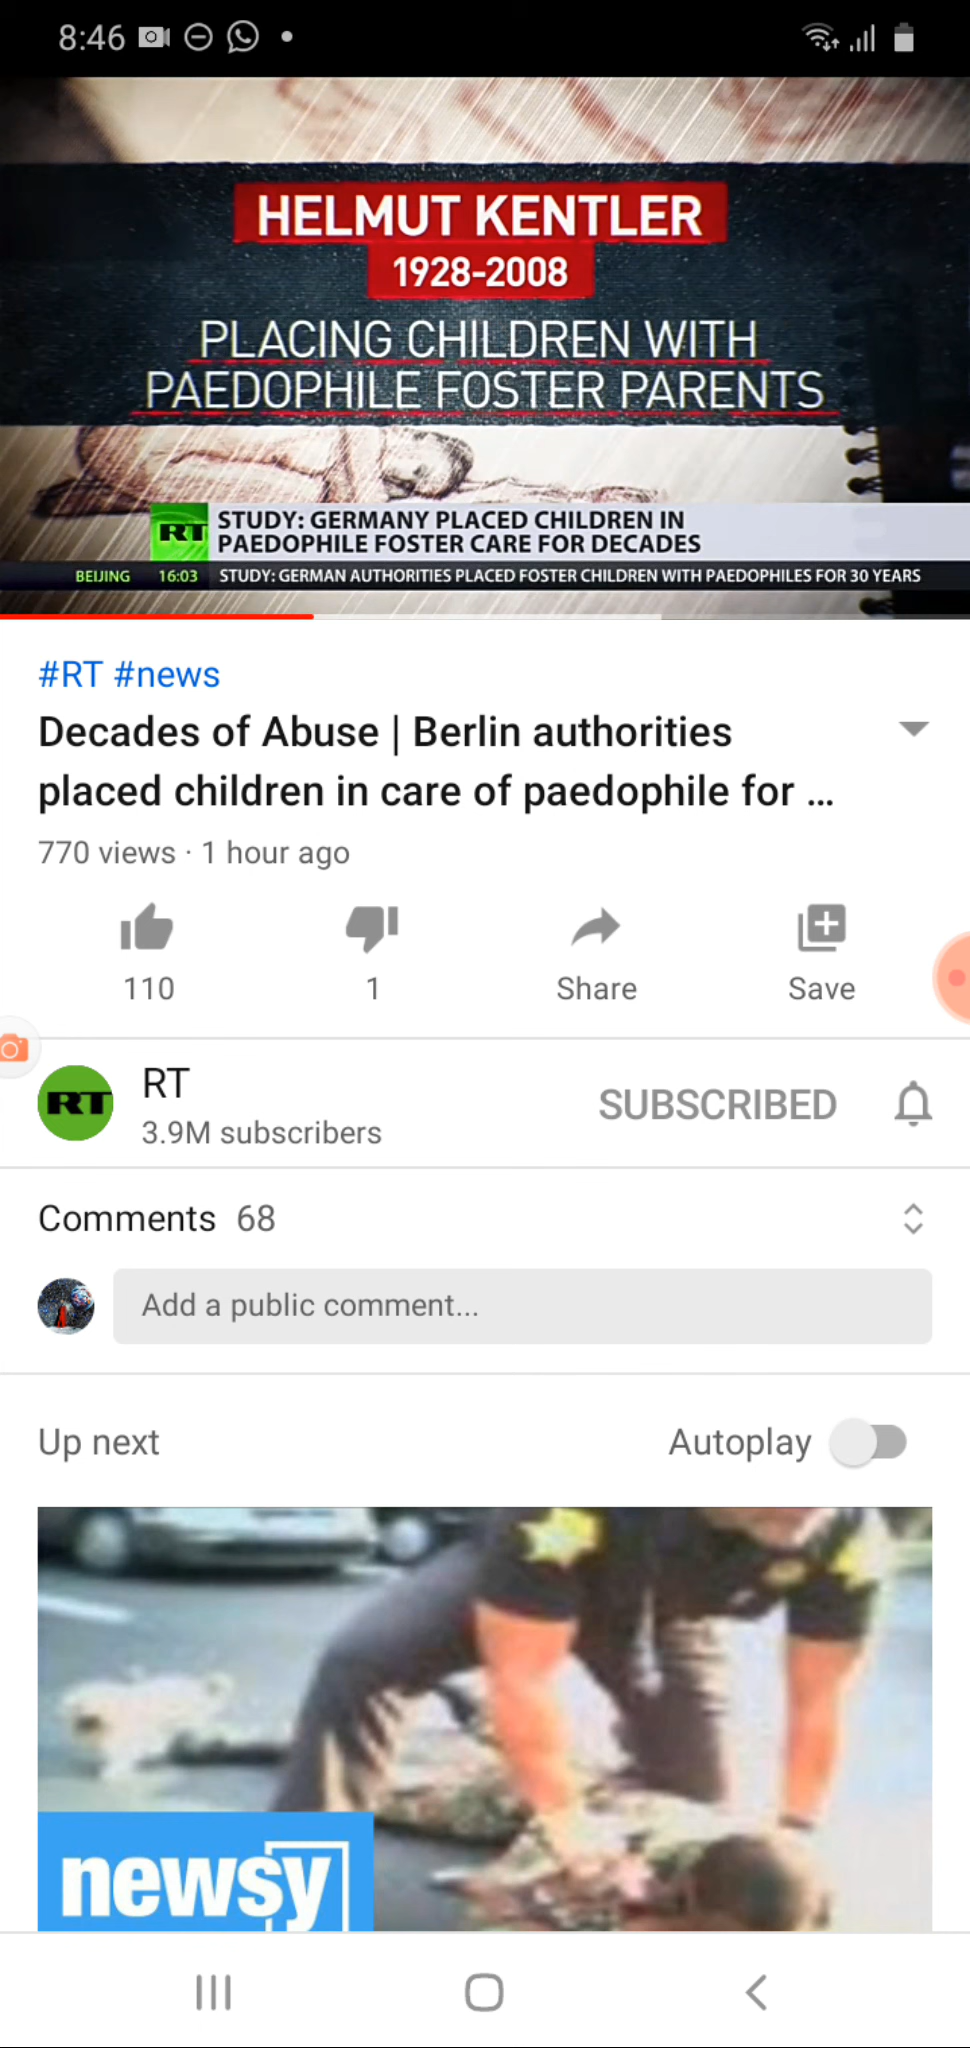 8:46
HELMUT KENTLER
1928-2008
PLACING CHILDREN WITH
PAEDOPHILE FOSTER PARENTS
RT
STUDY: GERMANY PLACED CHILDREN IN
PAEDOPHILE FOSTER CARE FOR DECADES
BEIJING 16:03 STUDY: GERMAN AUTHORITIES PLACED FOSTER CHILDREN WITH PAEDOPHILES FOR 30 YEARS
#RT #news
Decades of Abuse | Berlin authorities
placed children in care of paedophile for ...
770 views · 1 hour ago
110 1 Share Save
RT
RT
3.9M subscribers
SUBSCRIBED
Comments 68
Add a public comment...
Up next Autoplay
newsy